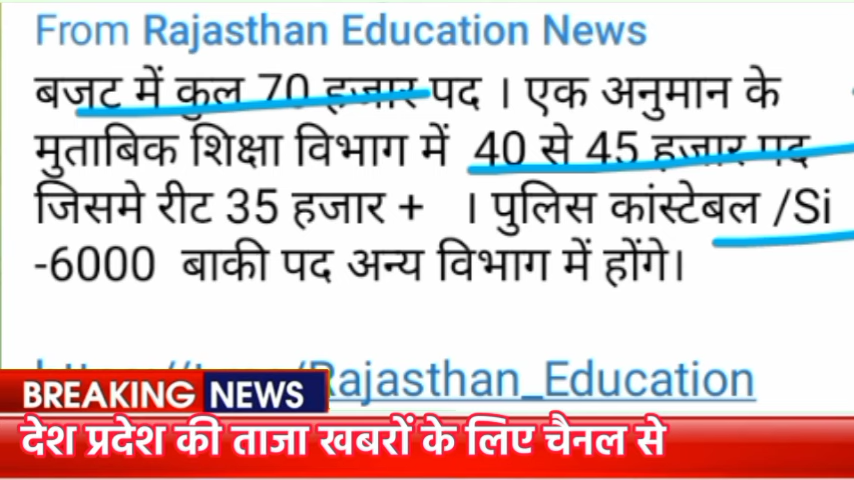 From Rajasthan Education News
बजट में कुल 70 हजार पद । एक अनुमान के
मुताबिक शिक्षा विभाग में 40 से 45 हजार पद
जिसमे रीट 35 हजार + । पुलिस कांस्टेबल /Si
-6000 बाकी पद अन्य विभाग में होंगे।
Rajasthan_Education
BREAKING NEWS
देश प्रदेश की ताजा खबरों के लिए चैनल से